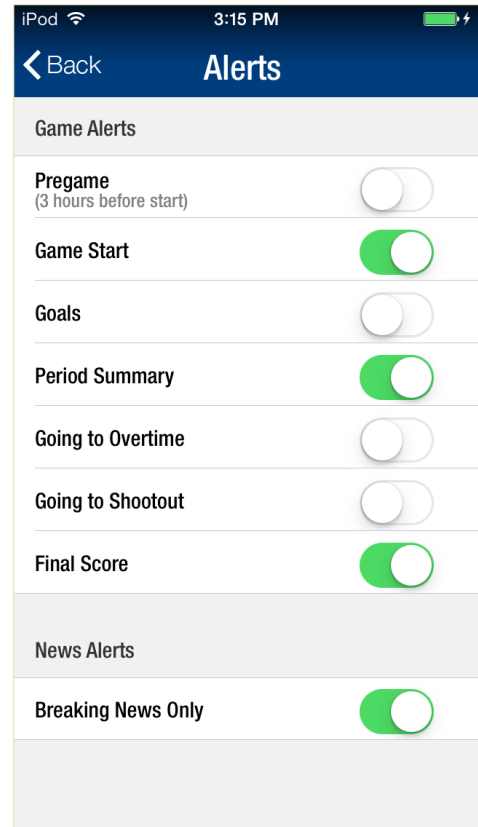 iPod 3:15 PM
Back Alerts
Game Alerts
Pregame
(3 hours before start)
Game Start
Goals
Period Summary
Going to Overtime
Going to Shootout
Final Score
News Alerts
Breaking News Only